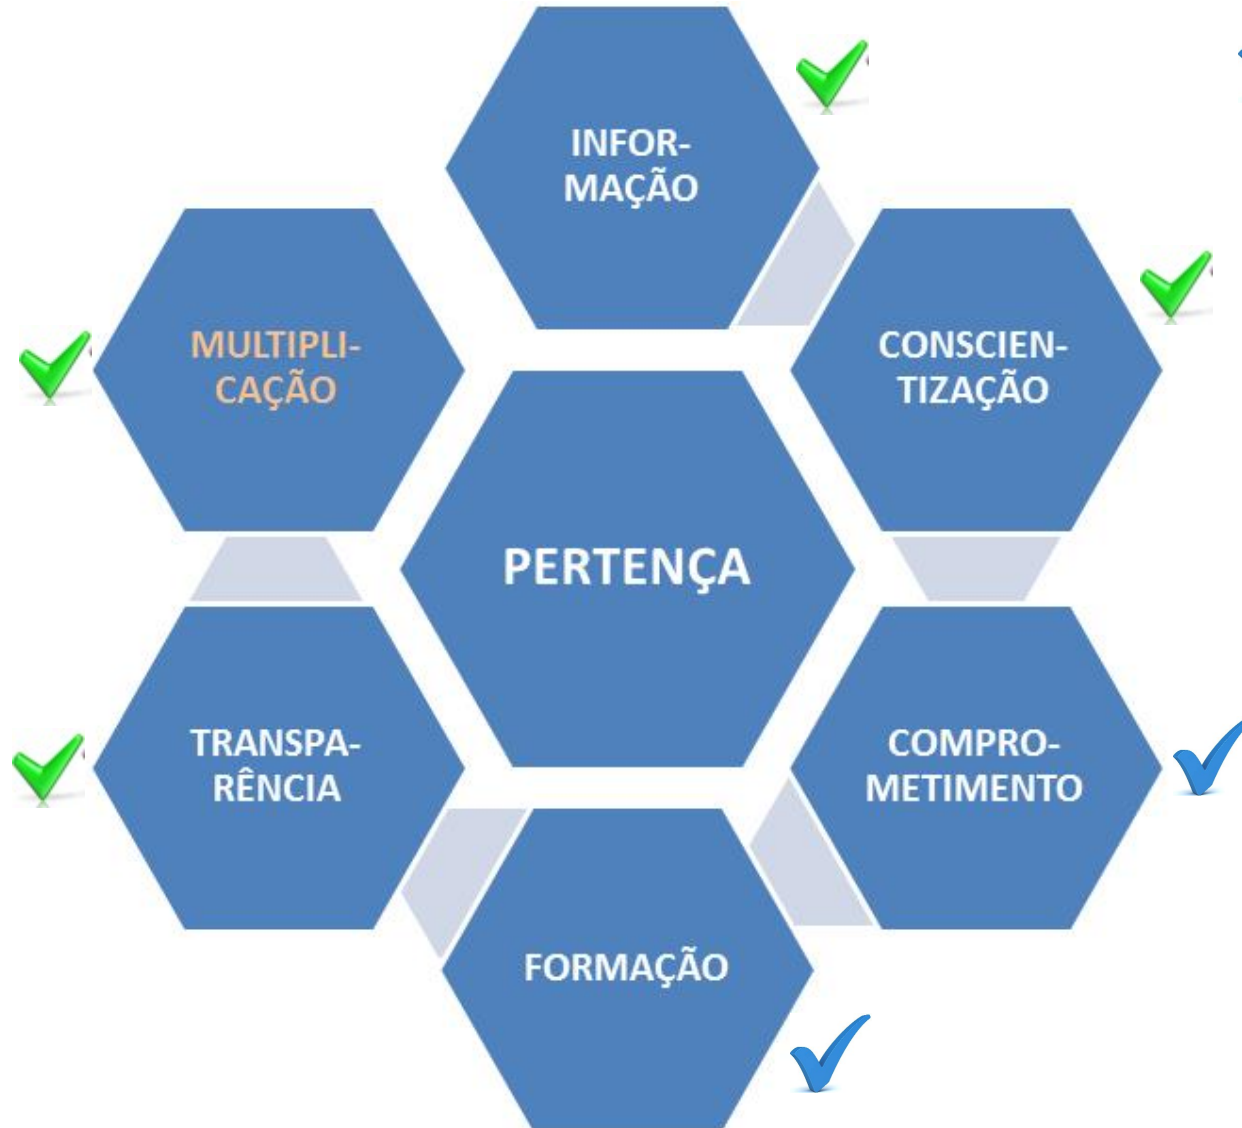 INFOR-
MAÇÃO
CONSCIEN-
TIZAÇÃO
COMPRO-
METIMENTO
FORMAÇÃO
TRANSPA-
RÊNCIA
MULTIPLI-
CAÇÃO
PERTENÇA